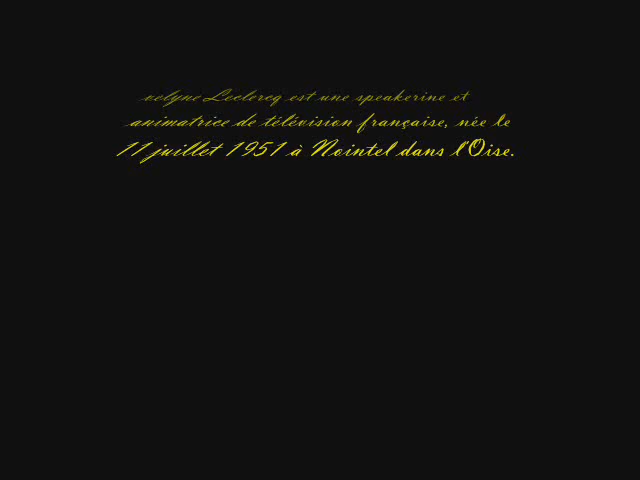 velyne Leclercq est une speakerine et
animatrice de télévision française, née le
11 juillet 1951 à Nointel dans l'Oise.